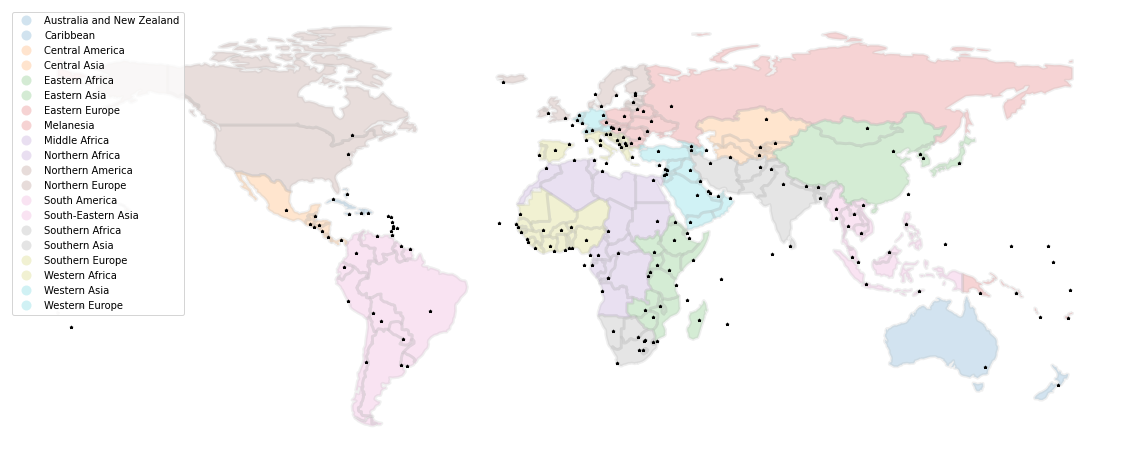 Australia and New Zealand
Caribbean
Central America
Central Asia
Eastern Africa
Eastern Asia
Eastern Europe
Melanesia
Middle Africa
Northern Africa
Northern America
Northern Europe
South America
South-Eastern Asia
Southern Africa
Southern Asia
Southern Europe
Western Africa
Western Asia
Western Europe